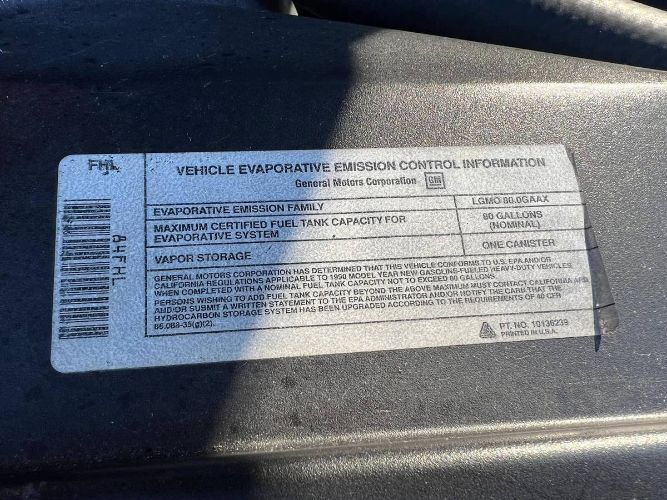 FHL
VEHICLE EVAPORATIVE EMISSION CONTROL INFORMATION
General Motors Corporation GM
EVAPORATIVE EMISSION FAMILY LGM0 80.0GAAX
MAXIMUM CERTIFIED FUEL TANK CAPACITY FOR EVAPORATIVE SYSTEM 80 GALLONS (NOMINAL)
VAPOR STORAGE ONE CANISTER
GENERAL MOTORS CORPORATION HAS DETERMINED THAT THIS VEHICLE CONFORMS TO U.S. EPA AND/OR
CALIFORNIA REGULATIONS APPLICABLE TO 1990 MODEL YEAR NEW GASOLINE-FUELED HEAVY-DUTY VEHICLES
WHEN COMPLETED WITH A NOMINAL FUEL TANK CAPACITY NOT TO EXCEED 80 GALLONS.
PERSONS WISHING TO ADD FUEL TANK CAPACITY BEYOND THE ABOVE MAXIMUM MUST CONTACT CALIFORNIA AND/
AND/OR SUBMIT A WRITTEN STATEMENT TO THE EPA ADMINISTRATOR AND/OR NOTIFY THE CARB THAT THE
HYDROCARBON STORAGE SYSTEM HAS BEEN UPGRADED ACCORDING TO THE REQUIREMENTS OF 40 CFR
86.088-35(g)(2).
PT. NO. 10136239
PRINTED IN U.S.A.
84FHL